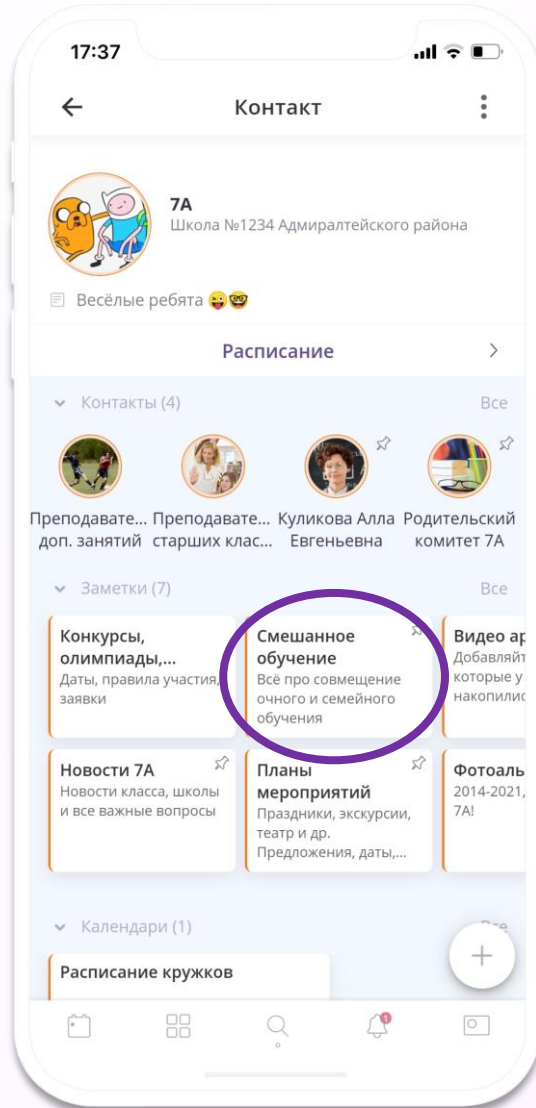 17:37
Контакт
7А
Школа №1234 Адмиралтейского района
Весёлые ребята 😜🤓
Расписание
Контакты (4)
Все
Преподавате... Преподавате... Куликова Алла Родительский
доп. занятий старших клас... Евгеньевна комитет 7А
Заметки (7)
Все
Конкурсы,
олимпиады,...
Даты, правила участия,
заявки
Смешанное
обучение
Всё про совмещение
очного и семейного
обучения
Видео ар
Добавляйт
которые у
накопилис
Новости 7А
Новости класса, школы
и все важные вопросы
Планы
мероприятий
Праздники, экскурсии,
театр и др.
Предложения, даты,...
Фотоаль
2014-2021,
7А!
Календари (1)
Все
Расписание кружков
1